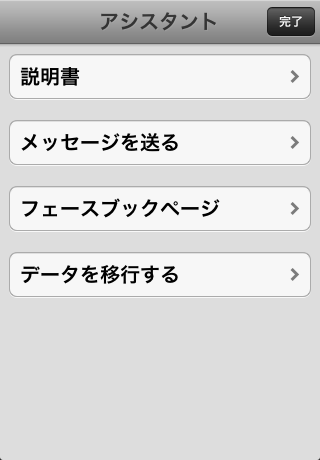 アシスタント
完了
説明書
メッセージを送る
フェースブックページ
データを移行する